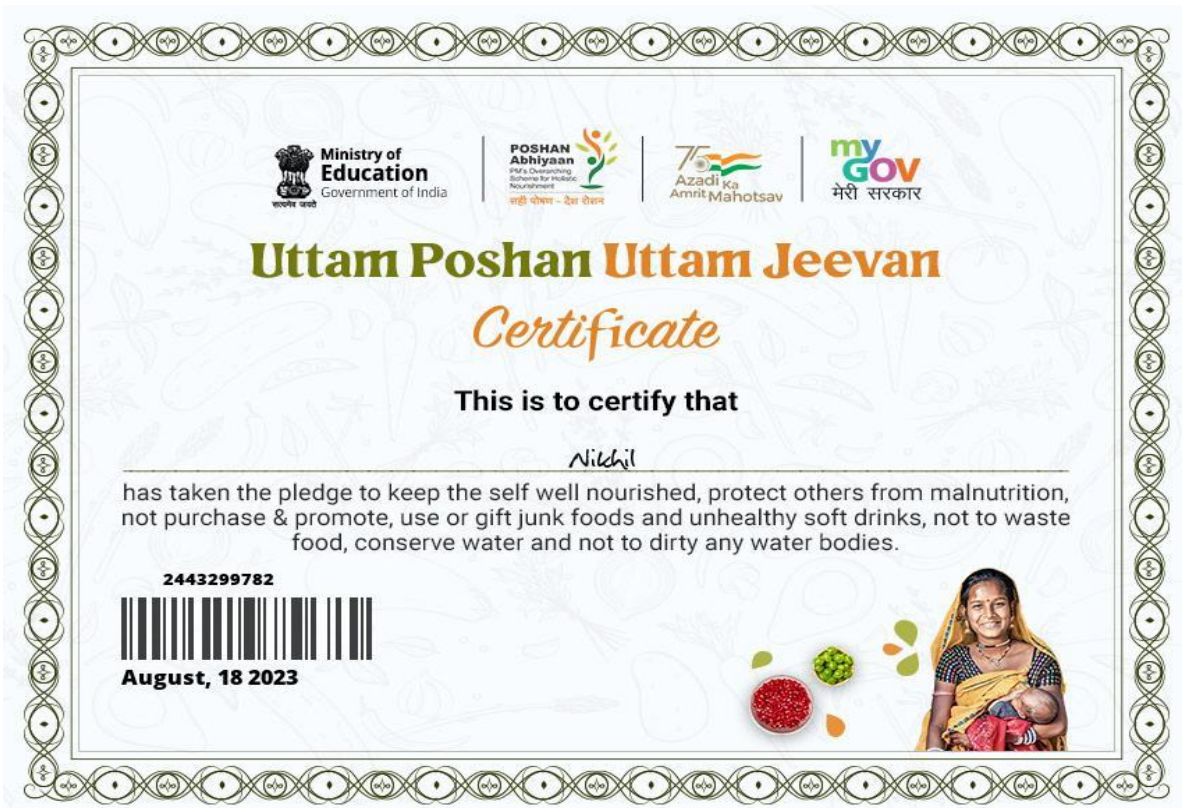 Ministry of
Education
Government of India
सत्यमेव जयते
POSHAN
Abhiyaan
PM's Overarching
Scheme for Holistic
Nourishment
सही पोषण - देश रोशन
75
Azadi Ka
Amrit Mahotsav
my
GOV
मेरी सरकार
Uttam Poshan Uttam Jeevan
Certificate
This is to certify that
Nikhil
has taken the pledge to keep the self well nourished, protect others from malnutrition,
not purchase & promote, use or gift junk foods and unhealthy soft drinks, not to waste
food, conserve water and not to dirty any water bodies.
2443299782
August, 18 2023